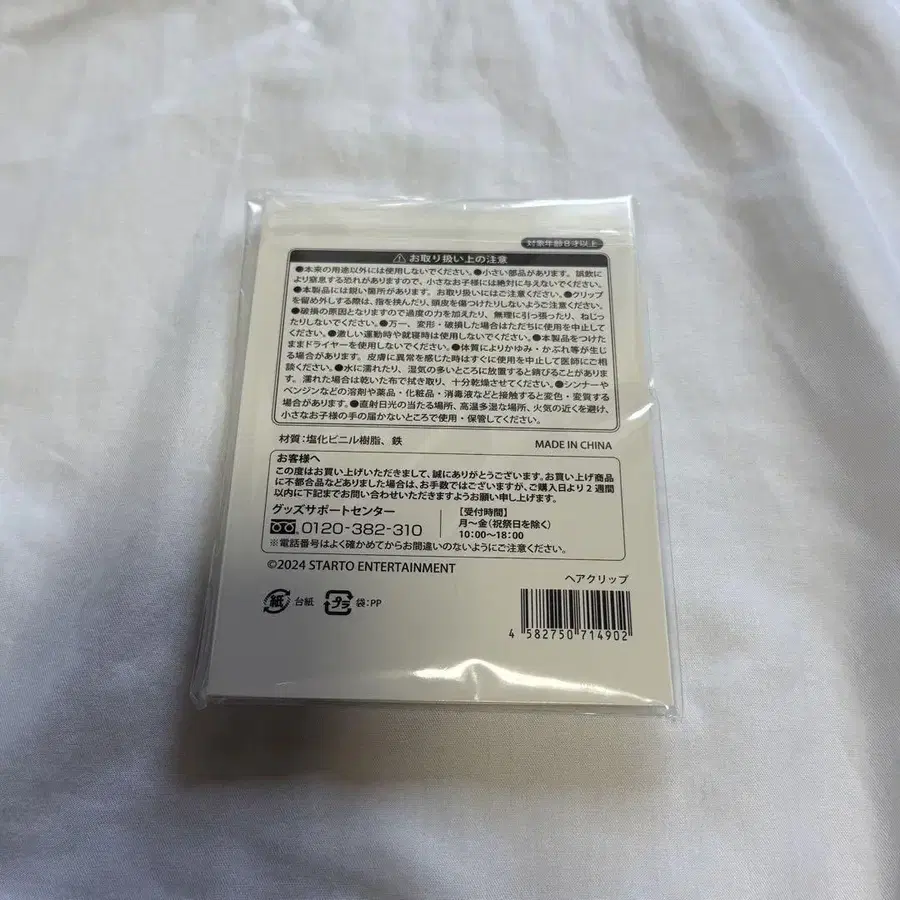 対象年齢8才以上
⚠お取り扱い上の注意
●本来の用途以外には使用しないでください。●小さい部品があります。誤飲に
より窒息する恐れがありますので、小さなお子様には絶対に与えないでください。
●本製品には鋭い箇所があります。お取り扱いにはご注意ください。●クリップ
を留め外しする際は、指を挟んだり、頭皮を傷つけたりしないようご注意ください。
●破損の原因となりますので過度の力を加えたり、無理に引っ張ったり、ねじっ
たりしないでください。●万一、変形・破損した場合はただちに使用を中止して
ください。●激しい運動時や就寝時は使用しないでください。●本製品をつけた
ままドライヤーを使用しないでください。●体質によりかゆみ・かぶれ等が生じ
る場合があります。皮膚に異常を感じた時はすぐに使用を中止して医師にご相
談ください。●水に濡れたり、湿気の多いところに放置すると錆びることがありま
す。濡れた場合は乾いた布で拭き取り、十分乾燥させてください。●シンナーや
ベンジンなどの溶剤や薬品・化粧品・消毒液などと接触すると変色・変質する
場合があります。●直射日光の当たる場所、高温多湿な場所、火気の近くを避け、
小さなお子様の手の届かないところで使用・保管してください。
材質:塩化ビニル樹脂、鉄
MADE IN CHINA
お客様へ
この度はお買い上げいただきまして、誠にありがとうございます。お買い上げ商品
に不都合品などありました場合は、お手数ではございますが、ご購入日より2週間
以内に下記までお問い合わせいただきますようお願い申し上げます。
グッズサポートセンター
0120-382-310
【受付時間】
月〜金(祝祭日を除く)
10:00〜18:00
※電話番号はよく確かめてからお間違いのないようにご注意ください。
©2024 STARTO ENTERTAINMENT
ヘアクリップ
紙 台紙 プラ 袋:PP
4 582750 714902